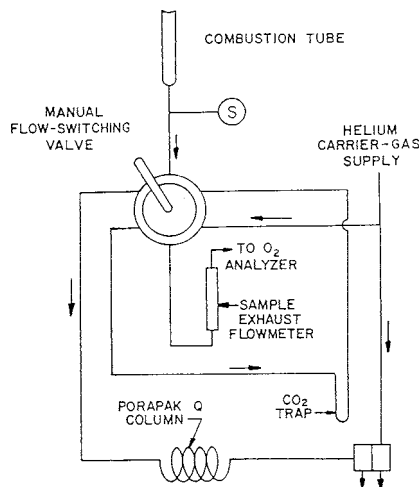 COMBUSTION TUBE
S
MANUAL
FLOW-SWITCHING
VALVE
HELIUM
CARRIER-GAS
SUPPLY
TO O2
ANALYZER
SAMPLE
EXHAUST
FLOWMETER
CO2
TRAP
PORAPAK Q
COLUMN